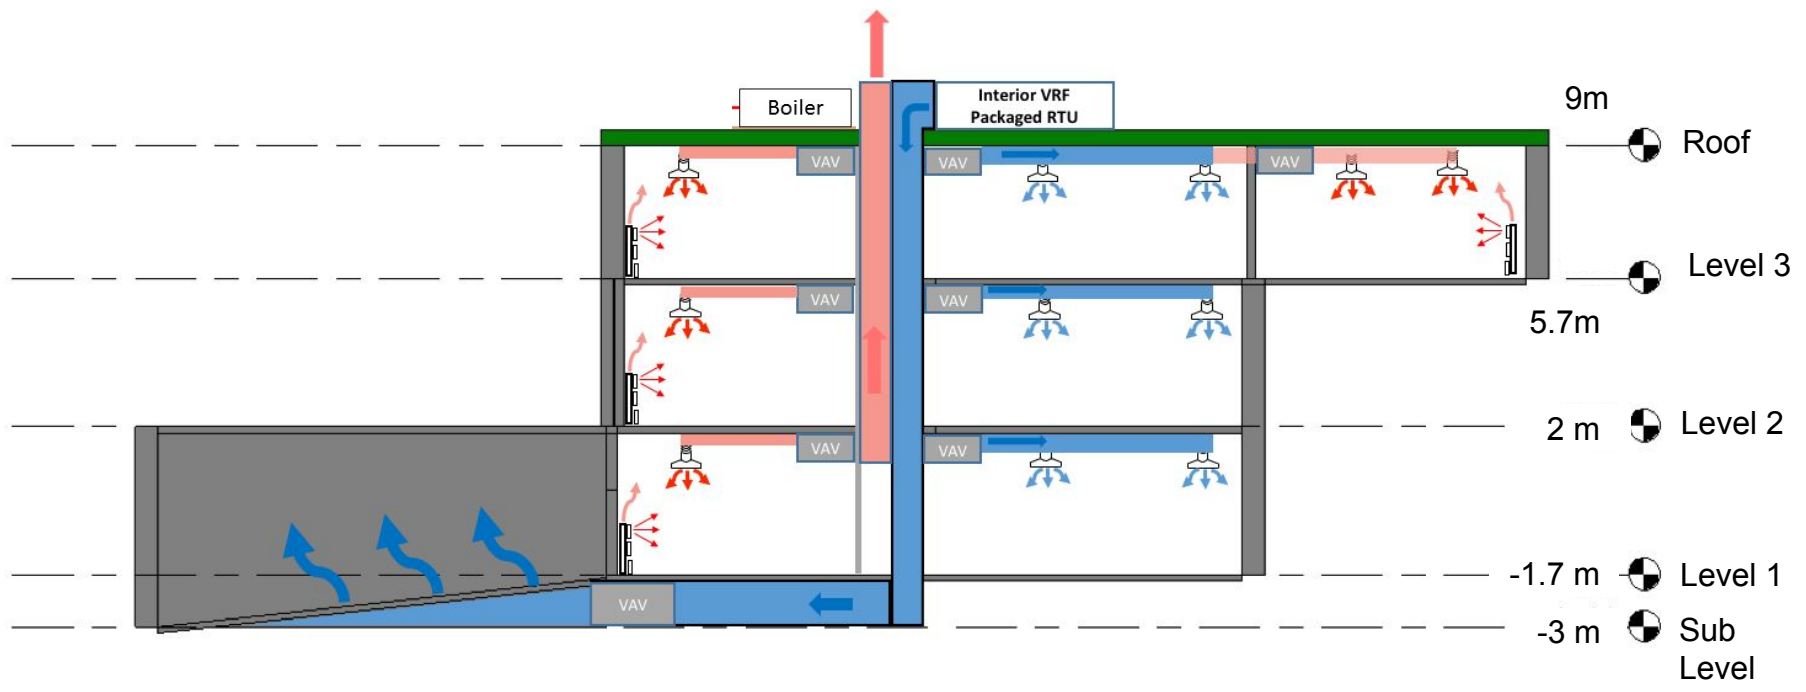 Boiler
Interior VRF
Packaged RTU
9m
Roof
VAV
VAV
VAV
Level 3
5.7m
VAV
VAV
2 m
Level 2
VAV
VAV
-1.7 m
Level 1
VAV
-3 m
Sub
Level